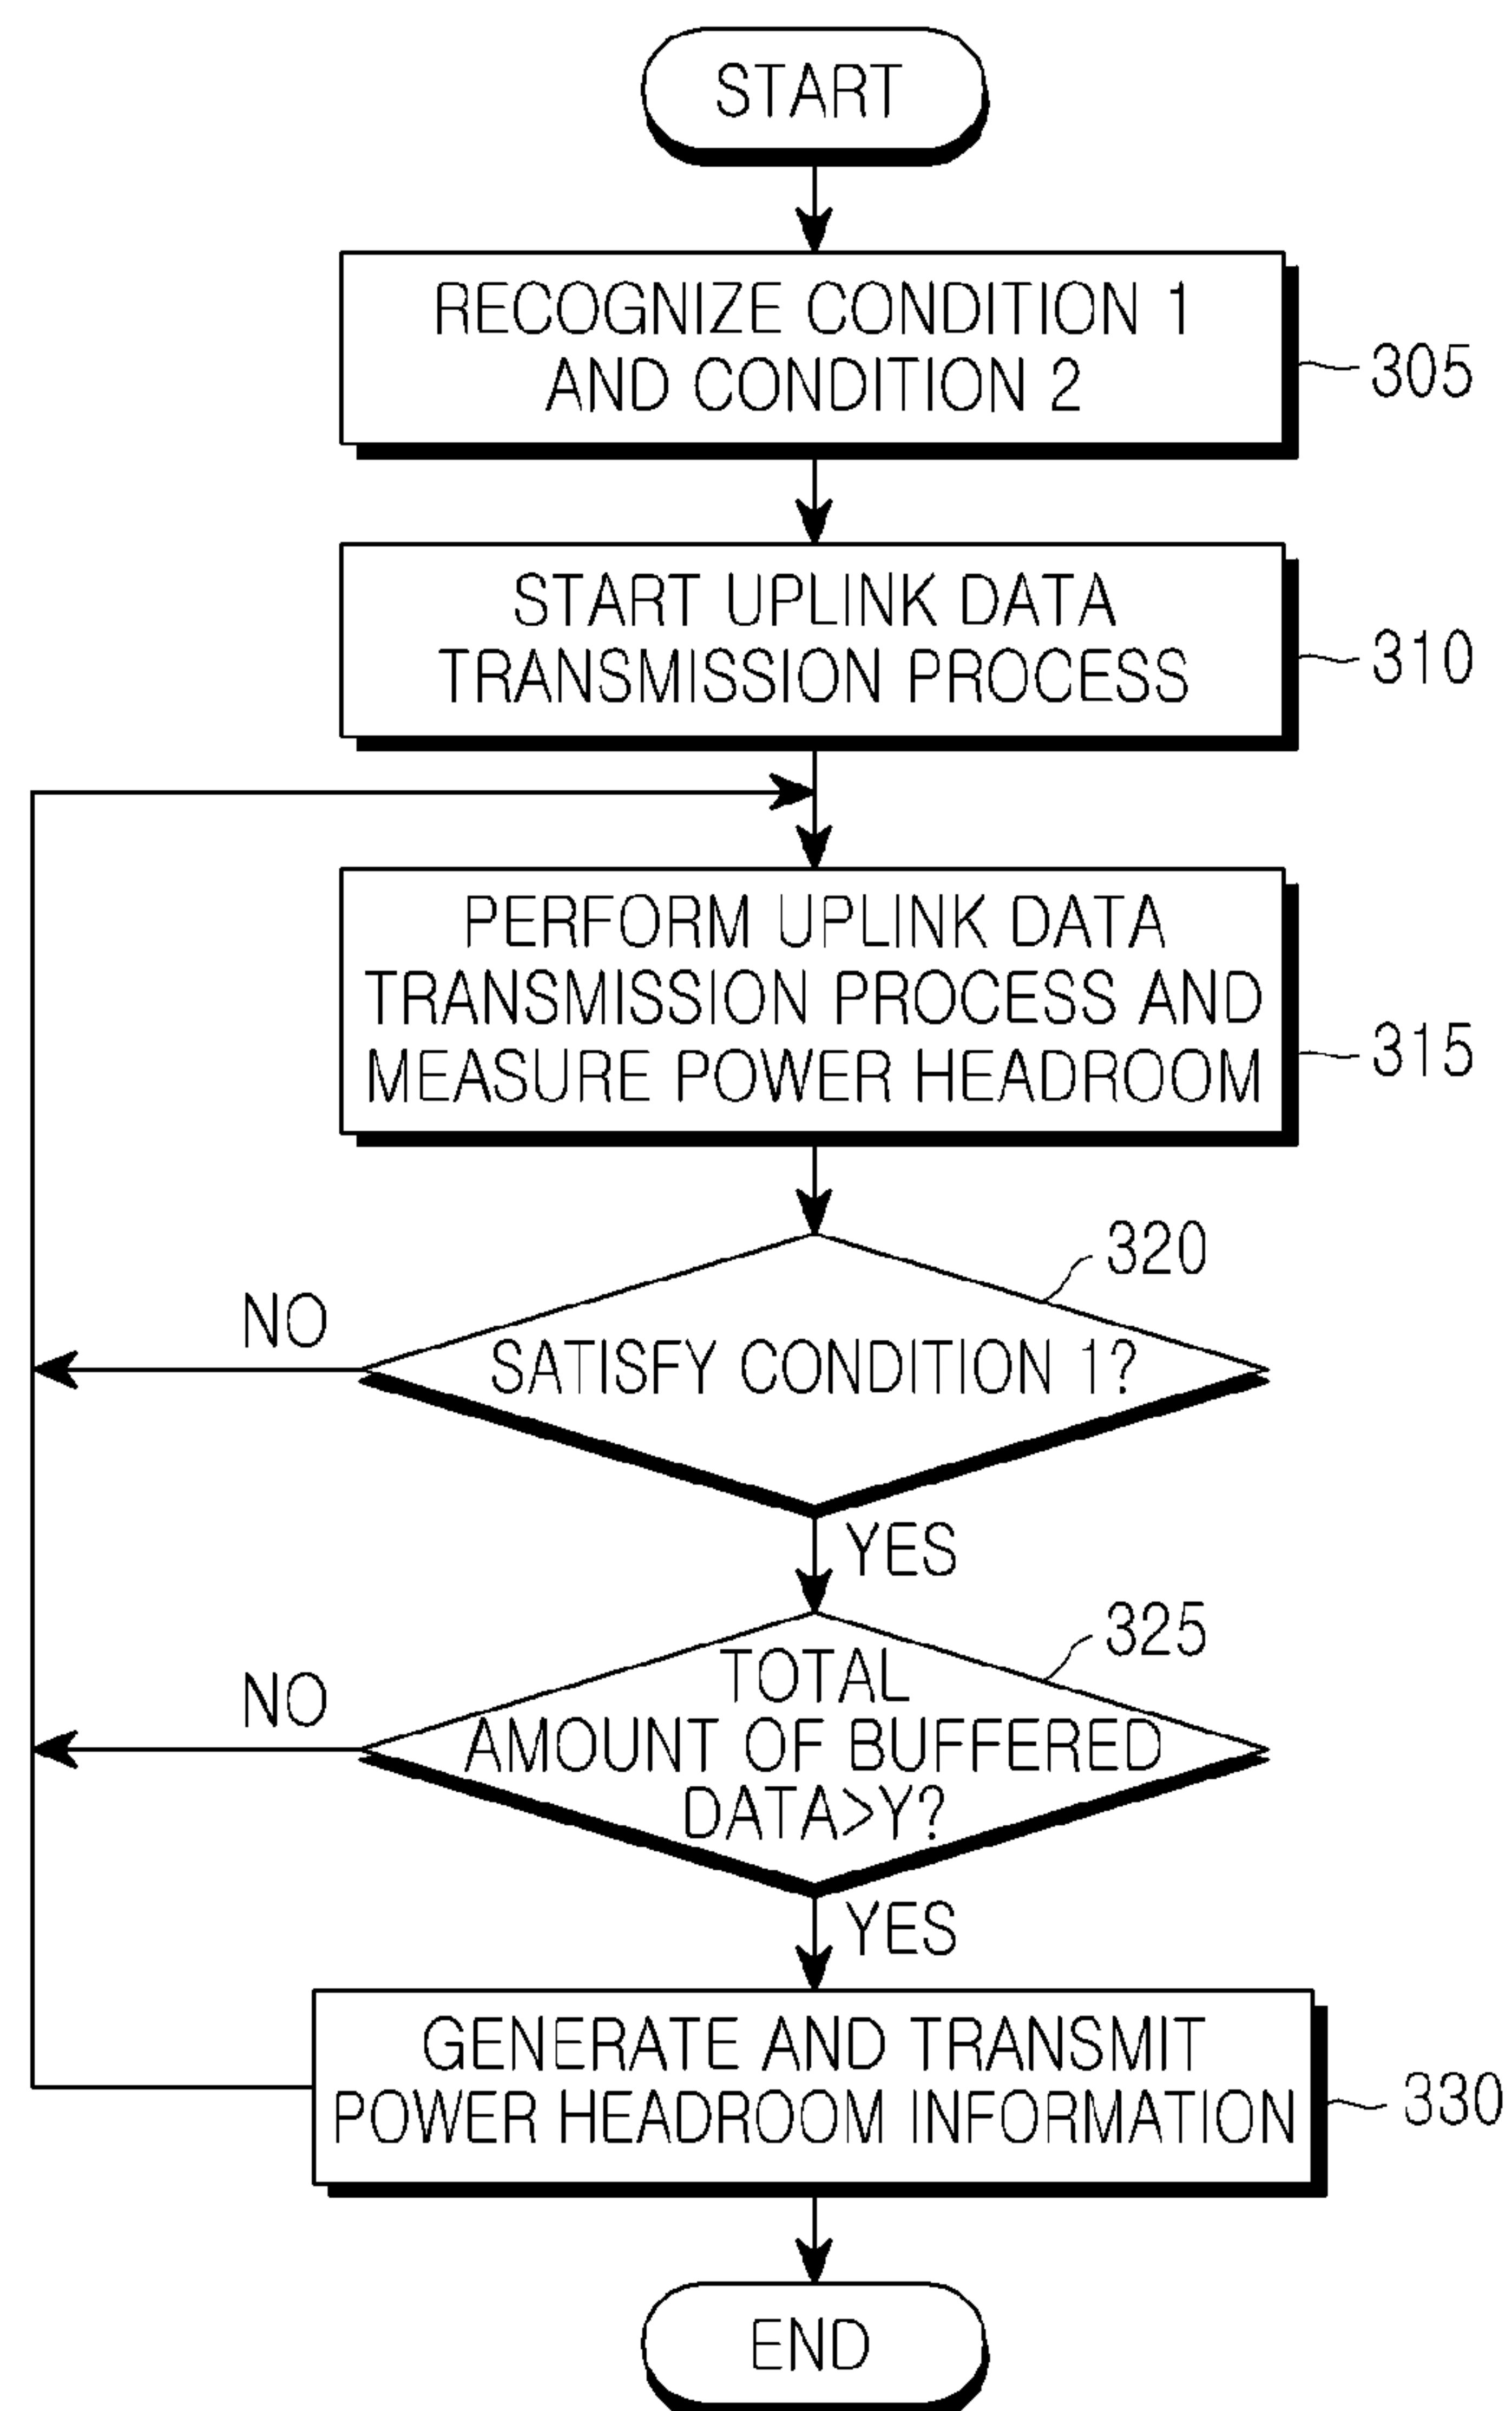 START
RECOGNIZE CONDITION 1
AND CONDITION 2
305
START UPLINK DATA
TRANSMISSION PROCESS
310
PERFORM UPLINK DATA
TRANSMISSION PROCESS AND
MEASURE POWER HEADROOM
315
320
NO
SATISFY CONDITION 1?
YES
325
NO
TOTAL
AMOUNT OF BUFFERED
DATA>Y?
YES
GENERATE AND TRANSMIT
POWER HEADROOM INFORMATION
330
END